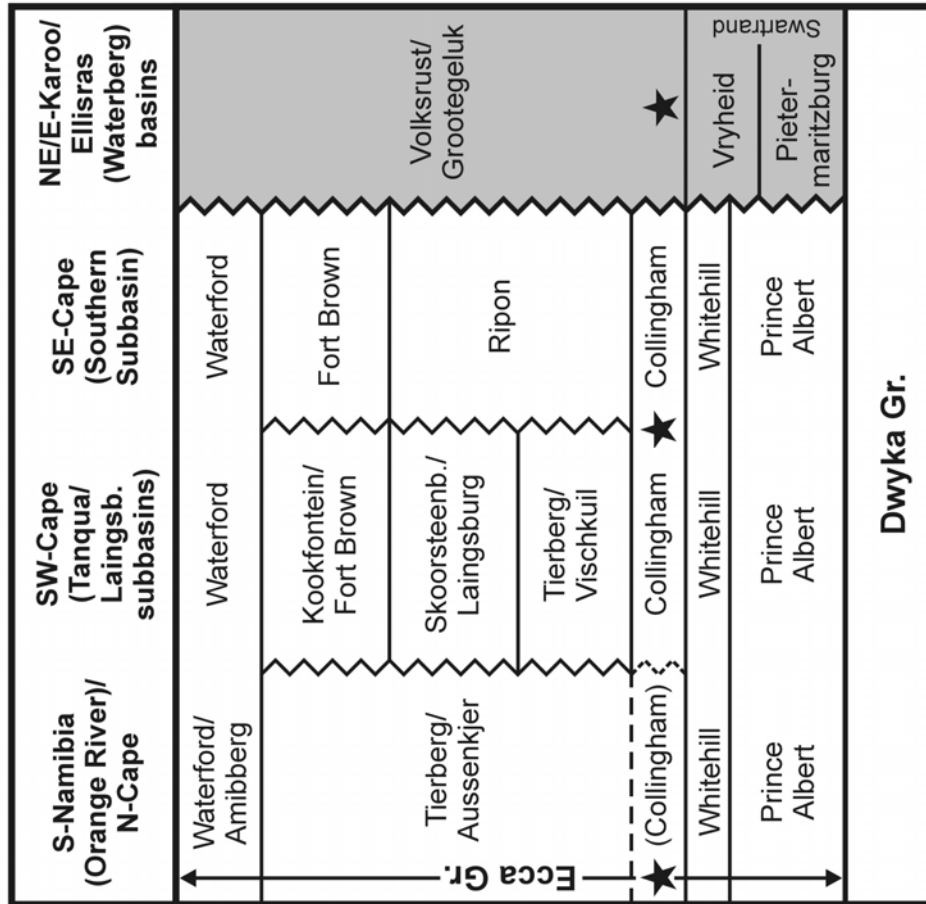 S-Namibia
(Orange River)/
N-Cape
SW-Cape
(Tanqua/
Laingsb.
subbasins)
SE-Cape
(Southern
Subbasin)
NE/E-Karoo/
Ellisras
(Waterberg)
basins
Ecca Gr.
Waterford/
Amibberg
Waterford
Waterford
Volksrust/
Grootegeluk
Tierberg/
Aussenkjer
Kookfontein/
Fort Brown
Fort Brown
Skoorsteenb./
Laingsburg
Ripon
Tierberg/
Vischkuil
(Collingham)
Collingham
Collingham
Whitehill
Whitehill
Whitehill
Vryheid
Swartrand
Prince
Albert
Prince
Albert
Prince
Albert
Pieter-
maritzburg
Dwyka Gr.